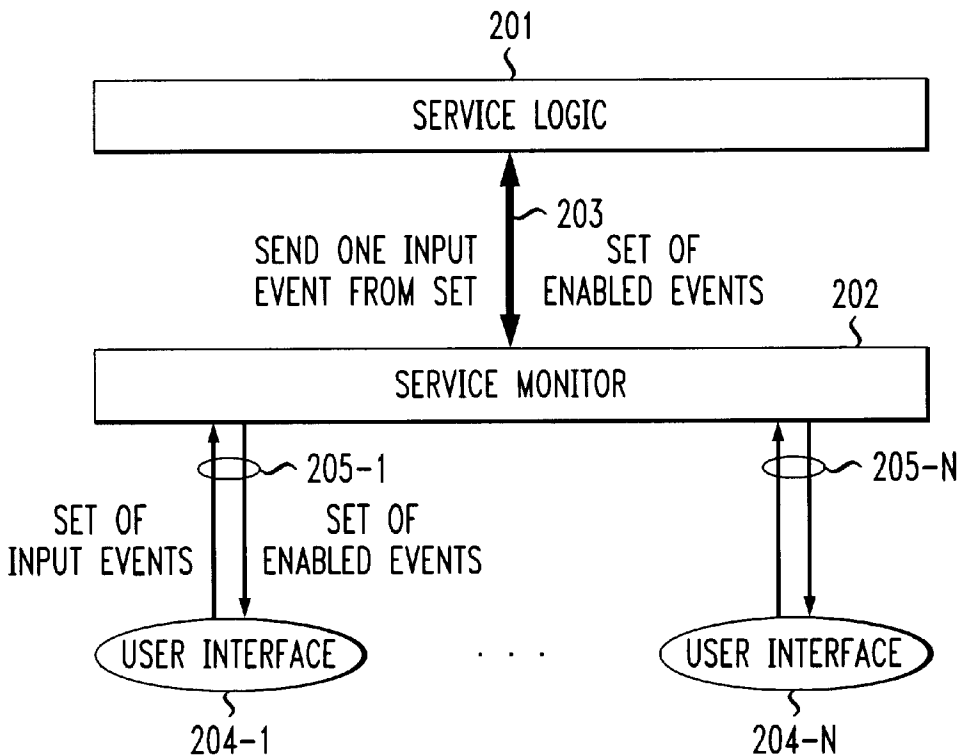 201
SERVICE LOGIC
203
SEND ONE INPUT
EVENT FROM SET
SET OF
ENABLED EVENTS
202
SERVICE MONITOR
205-1
205-N
SET OF
INPUT EVENTS
SET OF
ENABLED EVENTS
USER INTERFACE
. . .
USER INTERFACE
204-1
204-N